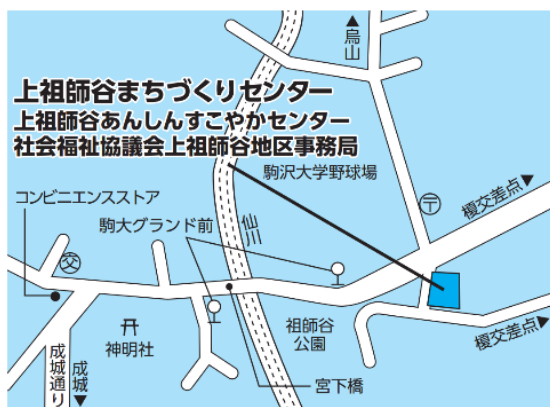 ▲烏山
上祖師谷まちづくりセンター
上祖師谷あんしんすこやかセンター
社会福祉協議会上祖師谷地区事務局
駒沢大学野球場
コンビニエンスストア
駒大グランド前
仙川
〒
榎交差点▶
交
神明社
祖師谷
公園
成城通り
成城▼
宮下橋
榎交差点▶